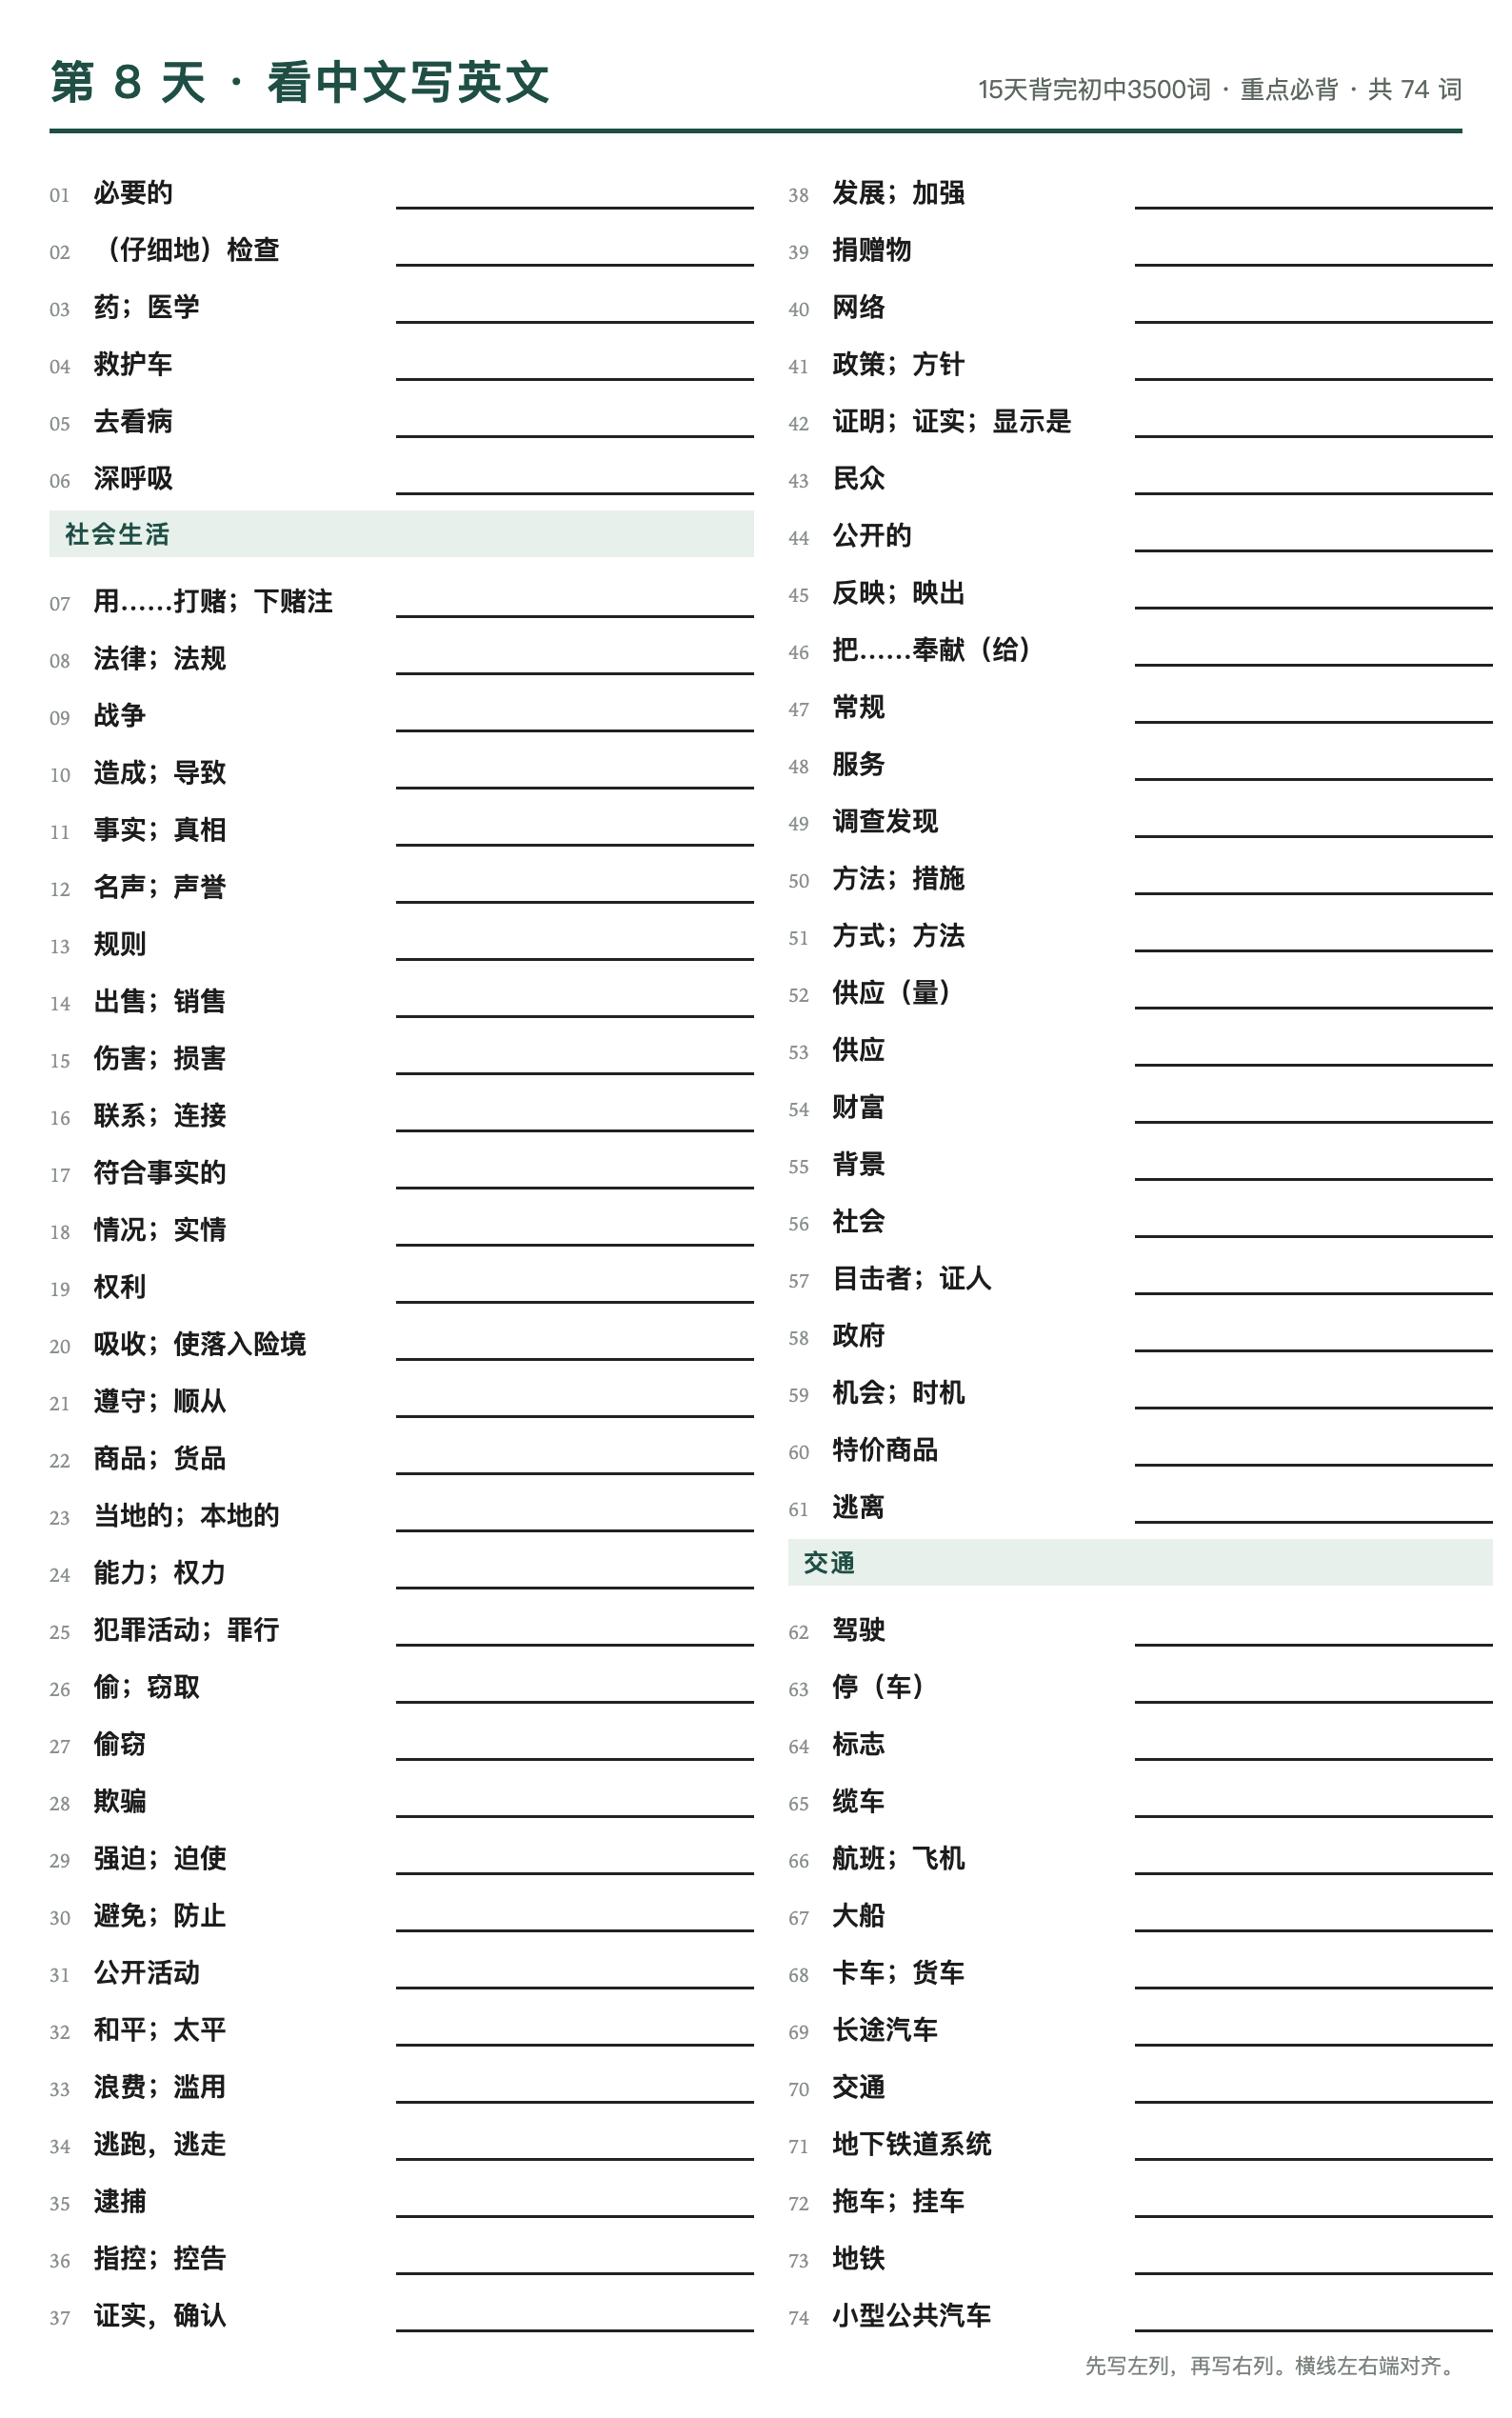 第 8 天 · 看中文写英文
15天背完初中3500词 · 重点必背 · 共 74 词
01 必要的
02 （仔细地）检查
03 药；医学
04 救护车
05 去看病
06 深呼吸
社会生活
07 用……打赌；下赌注
08 法律；法规
09 战争
10 造成；导致
11 事实；真相
12 名声；声誉
13 规则
14 出售；销售
15 伤害；损害
16 联系；连接
17 符合事实的
18 情况；实情
19 权利
20 吸收；使落入险境
21 遵守；顺从
22 商品；货品
23 当地的；本地的
24 能力；权力
25 犯罪活动；罪行
26 偷；窃取
27 偷窃
28 欺骗
29 强迫；迫使
30 避免；防止
31 公开活动
32 和平；太平
33 浪费；滥用
34 逃跑，逃走
35 逮捕
36 指控；控告
37 证实，确认
38 发展；加强
39 捐赠物
40 网络
41 政策；方针
42 证明；证实；显示是
43 民众
44 公开的
45 反映；映出
46 把……奉献（给）
47 常规
48 服务
49 调查发现
50 方法；措施
51 方式；方法
52 供应（量）
53 供应
54 财富
55 背景
56 社会
57 目击者；证人
58 政府
59 机会；时机
60 特价商品
61 逃离
交通
62 驾驶
63 停（车）
64 标志
65 缆车
66 航班；飞机
67 大船
68 卡车；货车
69 长途汽车
70 交通
71 地下铁道系统
72 拖车；挂车
73 地铁
74 小型公共汽车
先写左列，再写右列。横线左右端对齐。